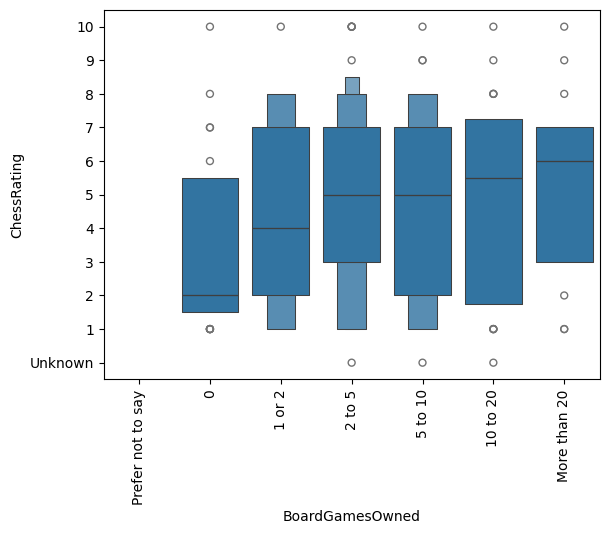 ChessRating
10
9
8
7
6
5
4
3
2
1
Unknown
Prefer not to say
0
1 or 2
2 to 5
5 to 10
10 to 20
More than 20
BoardGamesOwned